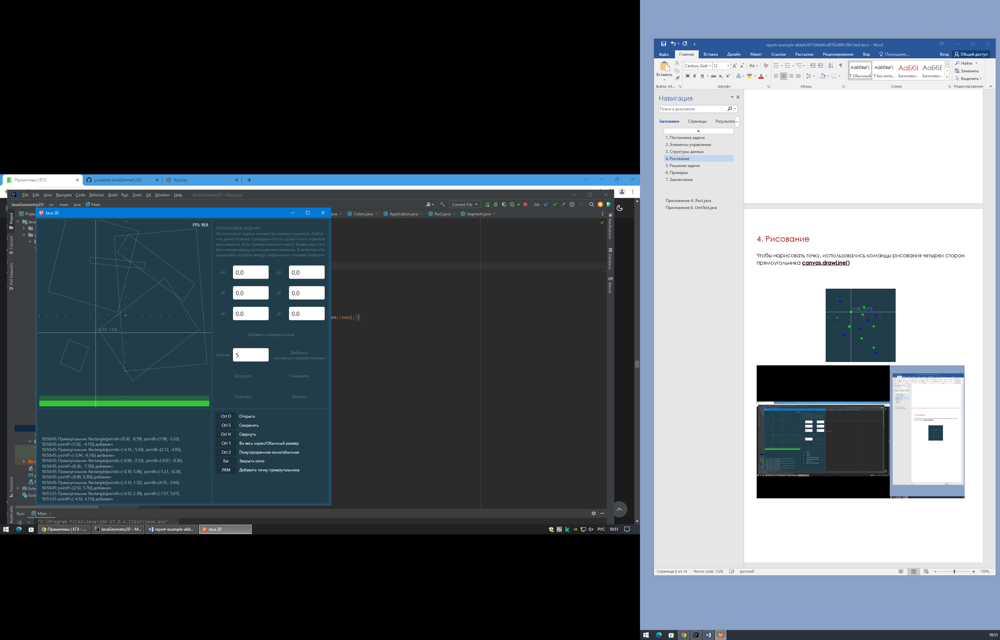 Примитивы | ЕГЭ
yulyaskal/JavaGeometry2D
Курсор
File Edit View Navigate Code Refactor Build Run Tools Git Window Help JavaGeometry2D - Main.java
JavaGeometry2D src main java Main
Current File
Git:
Project
Java 2D
ava
Colors.java
Application.java
Rect.java
Segment.java
Project
Commit
Pull Requests
Structure
Bookmarks
Notifications
Database
Maven
Java
FPS: 59,9
(-3.49, 1.84)
ПОСТАНОВКА ЗАДАЧИ:
На плоскости задано множество прямоугольников. Найти
что длина отрезка, проведенного от одной точки пересече
максимальна. Если прямоугольники имеют более двух точе
расстояние между которыми максимально. В качестве отве
нарисовать отрезок между найденными точками пересече
xA 0.0 yA 0.0
xB 0.0 yB 0.0
xP 0.0 yP 0.0
Добавить прямоугольник
Кол-во 5 Добавить
случайные прямоугольники
Загрузить Сохранить
Очистить Решить
Ctrl O Открыть
Ctrl S Сохранить
Ctrl H Свернуть
Ctrl 1 Во весь экран/Обычный размер
Ctrl 2 Полупрозрачное окно/обычное
Esc Закрыть окно
ЛКМ Добавить точку прямоугольника
10:50:45: Прямоугольник Rectangle{pointA=(0.30, -8.59), pointB=(7.98, -3.33),
10:50:45: pointP=(1.92, -4.75)} добавлен
10:50:45: Прямоугольник Rectangle{pointA=(-4.14, -5.56), pointB=(2.12, -4.95),
10:50:45: pointP=(-3.94, -6.16)} добавлен
10:50:45: Прямоугольник Rectangle{pointA=(-8.99, -2.53), pointB=(-0.91, -0.30),
10:50:45: pointP=(6.36, -7.58)} добавлен
10:50:45: Прямоугольник Rectangle{pointA=(-0.10, 5.96), pointB=(-1.31, -8.38),
10:50:45: pointP=(8.99, 0.30)} добавлен
10:50:45: Прямоугольник Rectangle{pointA=(-3.13, 1.52), pointB=(4.55, -3.94),
10:50:45: pointP=(2.53, 5.76)} добавлен
10:51:21: Прямоугольник Rectangle{pointA=(-6.53, 2.59), pointB=(-7.57, 5.07),
10:51:21: pointP=(-4.53, 4.11)} добавлен
on::new); }
Exte
Scra
Run: Main
"C:\Program Files\Java\jdk-17.0.4.1\bin\java.exe" ...
Примитивы | ЕГЭ - ...
JavaGeometry2D – M...
report-example-a8d...
Java 2D
Ru
РУС
10:51
report-example-a8dafa5f77d6b64cd0762d99c59b14ed.docx - Word
Файл Главная Вставка Дизайн Макет Ссылки Рассылки Рецензирование Вид Помощник... Вход Общий доступ
Вставить
Century Gotl 12
Ж К Ч abc x₂ x²
АаБбВвГг, АаБбВвГг, АаБбІ АаБбЕ
¶ Обычный ¶ Без инте... Заголово... Заголово...
Найти
Заменить
Выделить
Буфер об... Шрифт Абзац Стили Редактирование
Навигация
Поиск в документе
Заголовки Страницы Результать
1. Постановка задачи
2. Элементы управления
3. Структуры данных
4. Рисование
5. Решение задачи
6. Проверка
7. Заключение
Приложение А. Rect.java
Приложение Б. UnitTest.java
4. Рисование
Чтобы нарисовать точку, использовались команды рисования четырех сторон
прямоугольника canvas.drawLine()
(1.56, -0.60)
Страница 6 из 14 Число слов: 1328 русский
100%
10:51